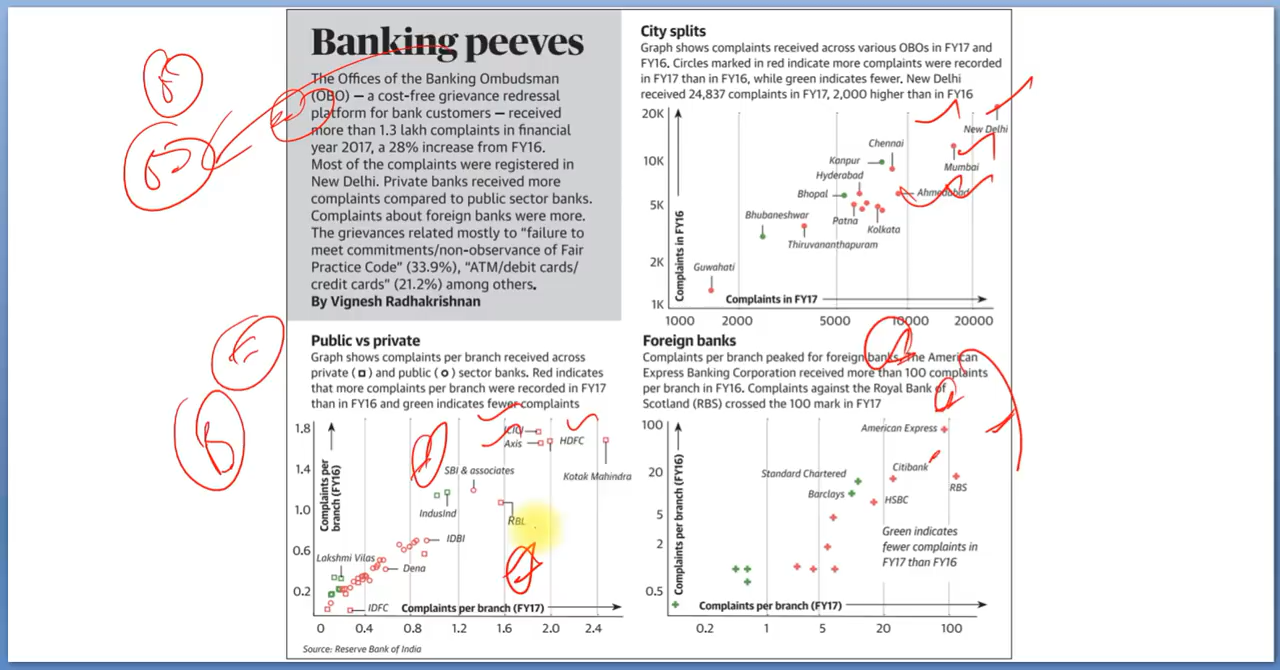 Banking peeves
The Offices of the Banking Ombudsman
(OBO) — a cost-free grievance redressal
platform for bank customers — received
more than 1.3 lakh complaints in financial
year 2017, a 28% increase from FY16.
Most of the complaints were registered in
New Delhi. Private banks received more
complaints compared to public sector banks.
Complaints about foreign banks were more.
The grievances related mostly to “failure to
meet commitments/non-observance of Fair
Practice Code” (33.9%), “ATM/debit cards/
credit cards” (21.2%) among others.
By Vignesh Radhakrishnan
City splits
Graph shows complaints received across various OBOs in FY17 and
FY16. Circles marked in red indicate more complaints were recorded
in FY17 than in FY16, while green indicates fewer. New Delhi
received 24,837 complaints in FY17, 2,000 higher than in FY16
20K
10K
5K
2K
1K
Complaints in FY16
New Delhi
Chennai
Kanpur
Mumbai
Hyderabad
Bhopal
Ahmedabad
Bhubaneshwar
Patna
Kolkata
Thiruvananthapuram
Guwahati
Complaints in FY17
1000 2000 5000 10000 20000
Public vs private
Graph shows complaints per branch received across
private ( ) and public ( ) sector banks. Red indicates
that more complaints per branch were recorded in FY17
than in FY16 and green indicates fewer complaints
1.8
1.4
1.0
0.6
0.2
Complaints per
branch (FY16)
ICICI
Axis
HDFC
SBI & associates
Kotak Mahindra
IndusInd
RBL
IDBI
Lakshmi Vilas
Dena
IDFC
Complaints per branch (FY17)
0 0.4 0.8 1.2 1.6 2.0 2.4
Source: Reserve Bank of India
Foreign banks
Complaints per branch peaked for foreign banks. The American
Express Banking Corporation received more than 100 complaints
per branch in FY16. Complaints against the Royal Bank of
Scotland (RBS) crossed the 100 mark in FY17
100
20
5
2
0.5
Complaints per branch (FY16)
American Express
Citibank
Standard Chartered
RBS
Barclays
HSBC
Green indicates
fewer complaints in
FY17 than FY16
Complaints per branch (FY17)
0.2 1 5 20 100